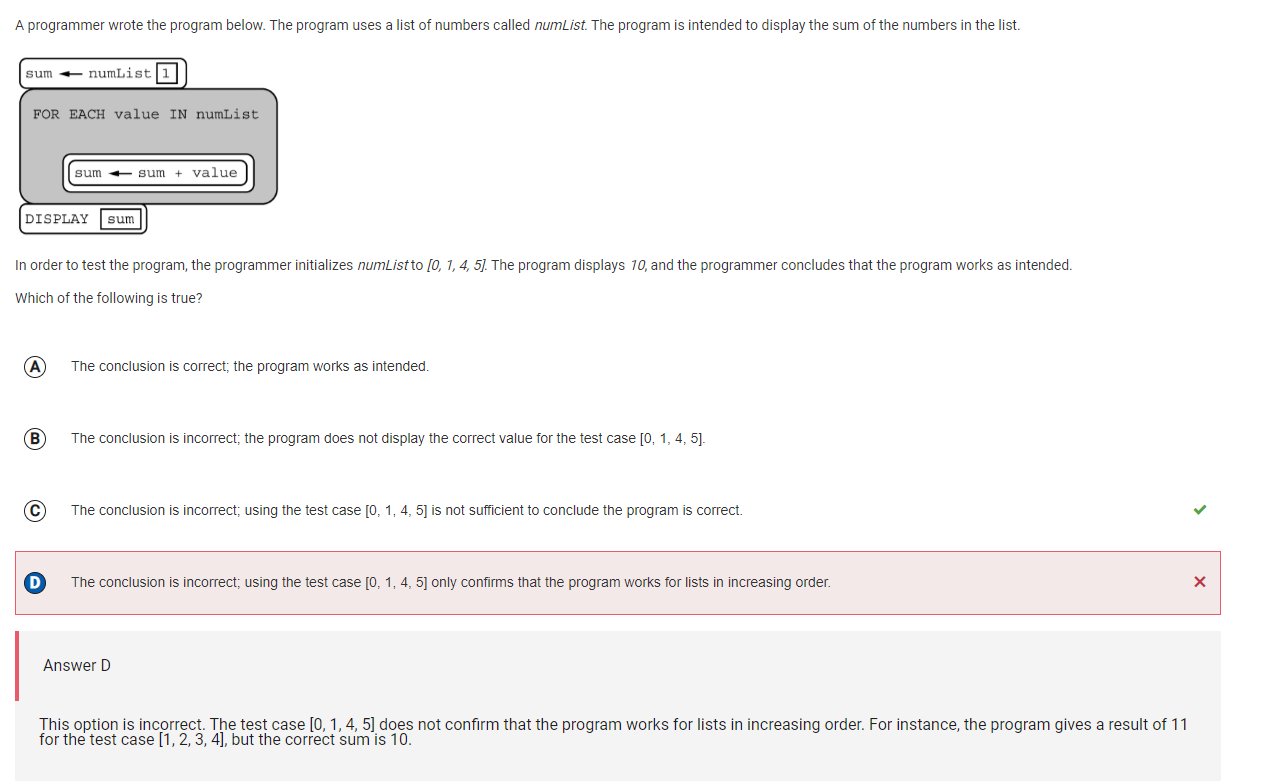 A programmer wrote the program below. The program uses a list of numbers called numList. The program is intended to display the sum of the numbers in the list.
sum ← numList 1
FOR EACH value IN numList
sum ← sum + value
DISPLAY sum
In order to test the program, the programmer initializes numList to [0, 1, 4, 5]. The program displays 10, and the programmer concludes that the program works as intended.
Which of the following is true?
A The conclusion is correct; the program works as intended.
B The conclusion is incorrect; the program does not display the correct value for the test case [0, 1, 4, 5].
C The conclusion is incorrect; using the test case [0, 1, 4, 5] is not sufficient to conclude the program is correct.
D The conclusion is incorrect; using the test case [0, 1, 4, 5] only confirms that the program works for lists in increasing order.
Answer D
This option is incorrect. The test case [0, 1, 4, 5] does not confirm that the program works for lists in increasing order. For instance, the program gives a result of 11
for the test case [1, 2, 3, 4], but the correct sum is 10.